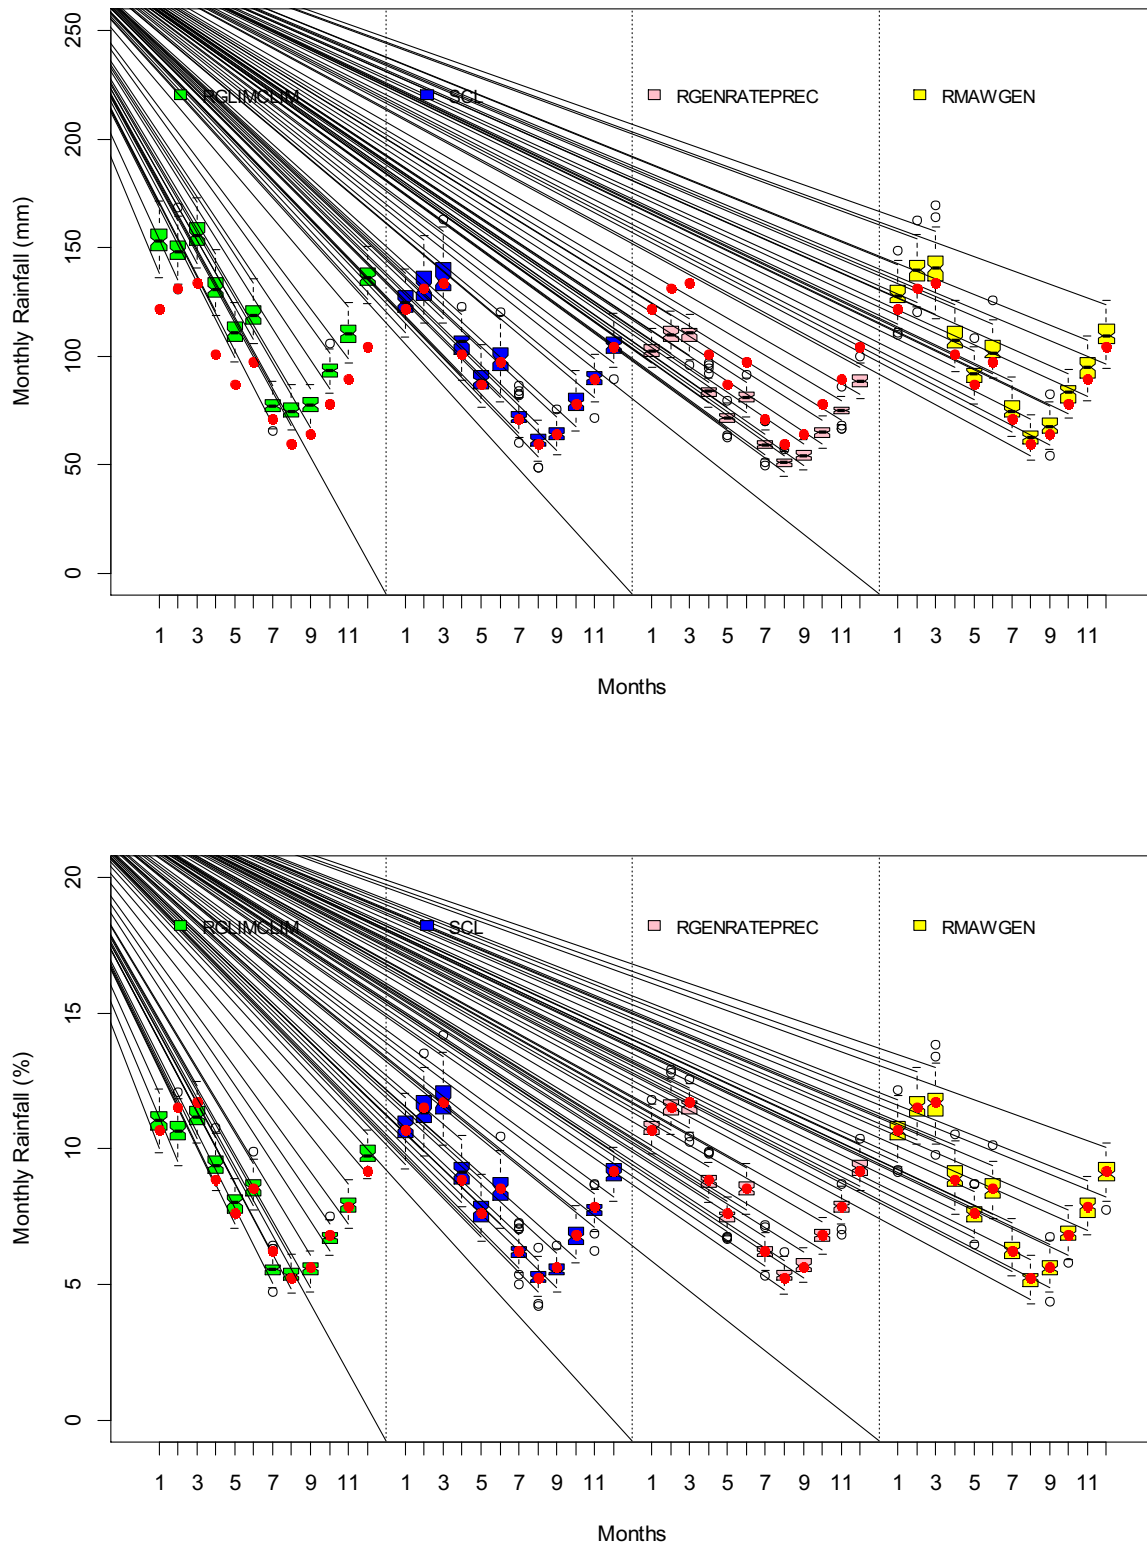 250
200
150
100
50
0
Monthly Rainfall (mm)
RGLIMCLIM SCL RGENRATEPREC RMAWGEN
1 3 5 7 9 11 1 3 5 7 9 11 1 3 5 7 9 11 1 3 5 7 9 11
Months
20
15
10
5
0
Monthly Rainfall (%)
RGLIMCLIM SCL RGENRATEPREC RMAWGEN
1 3 5 7 9 11 1 3 5 7 9 11 1 3 5 7 9 11 1 3 5 7 9 11
Months